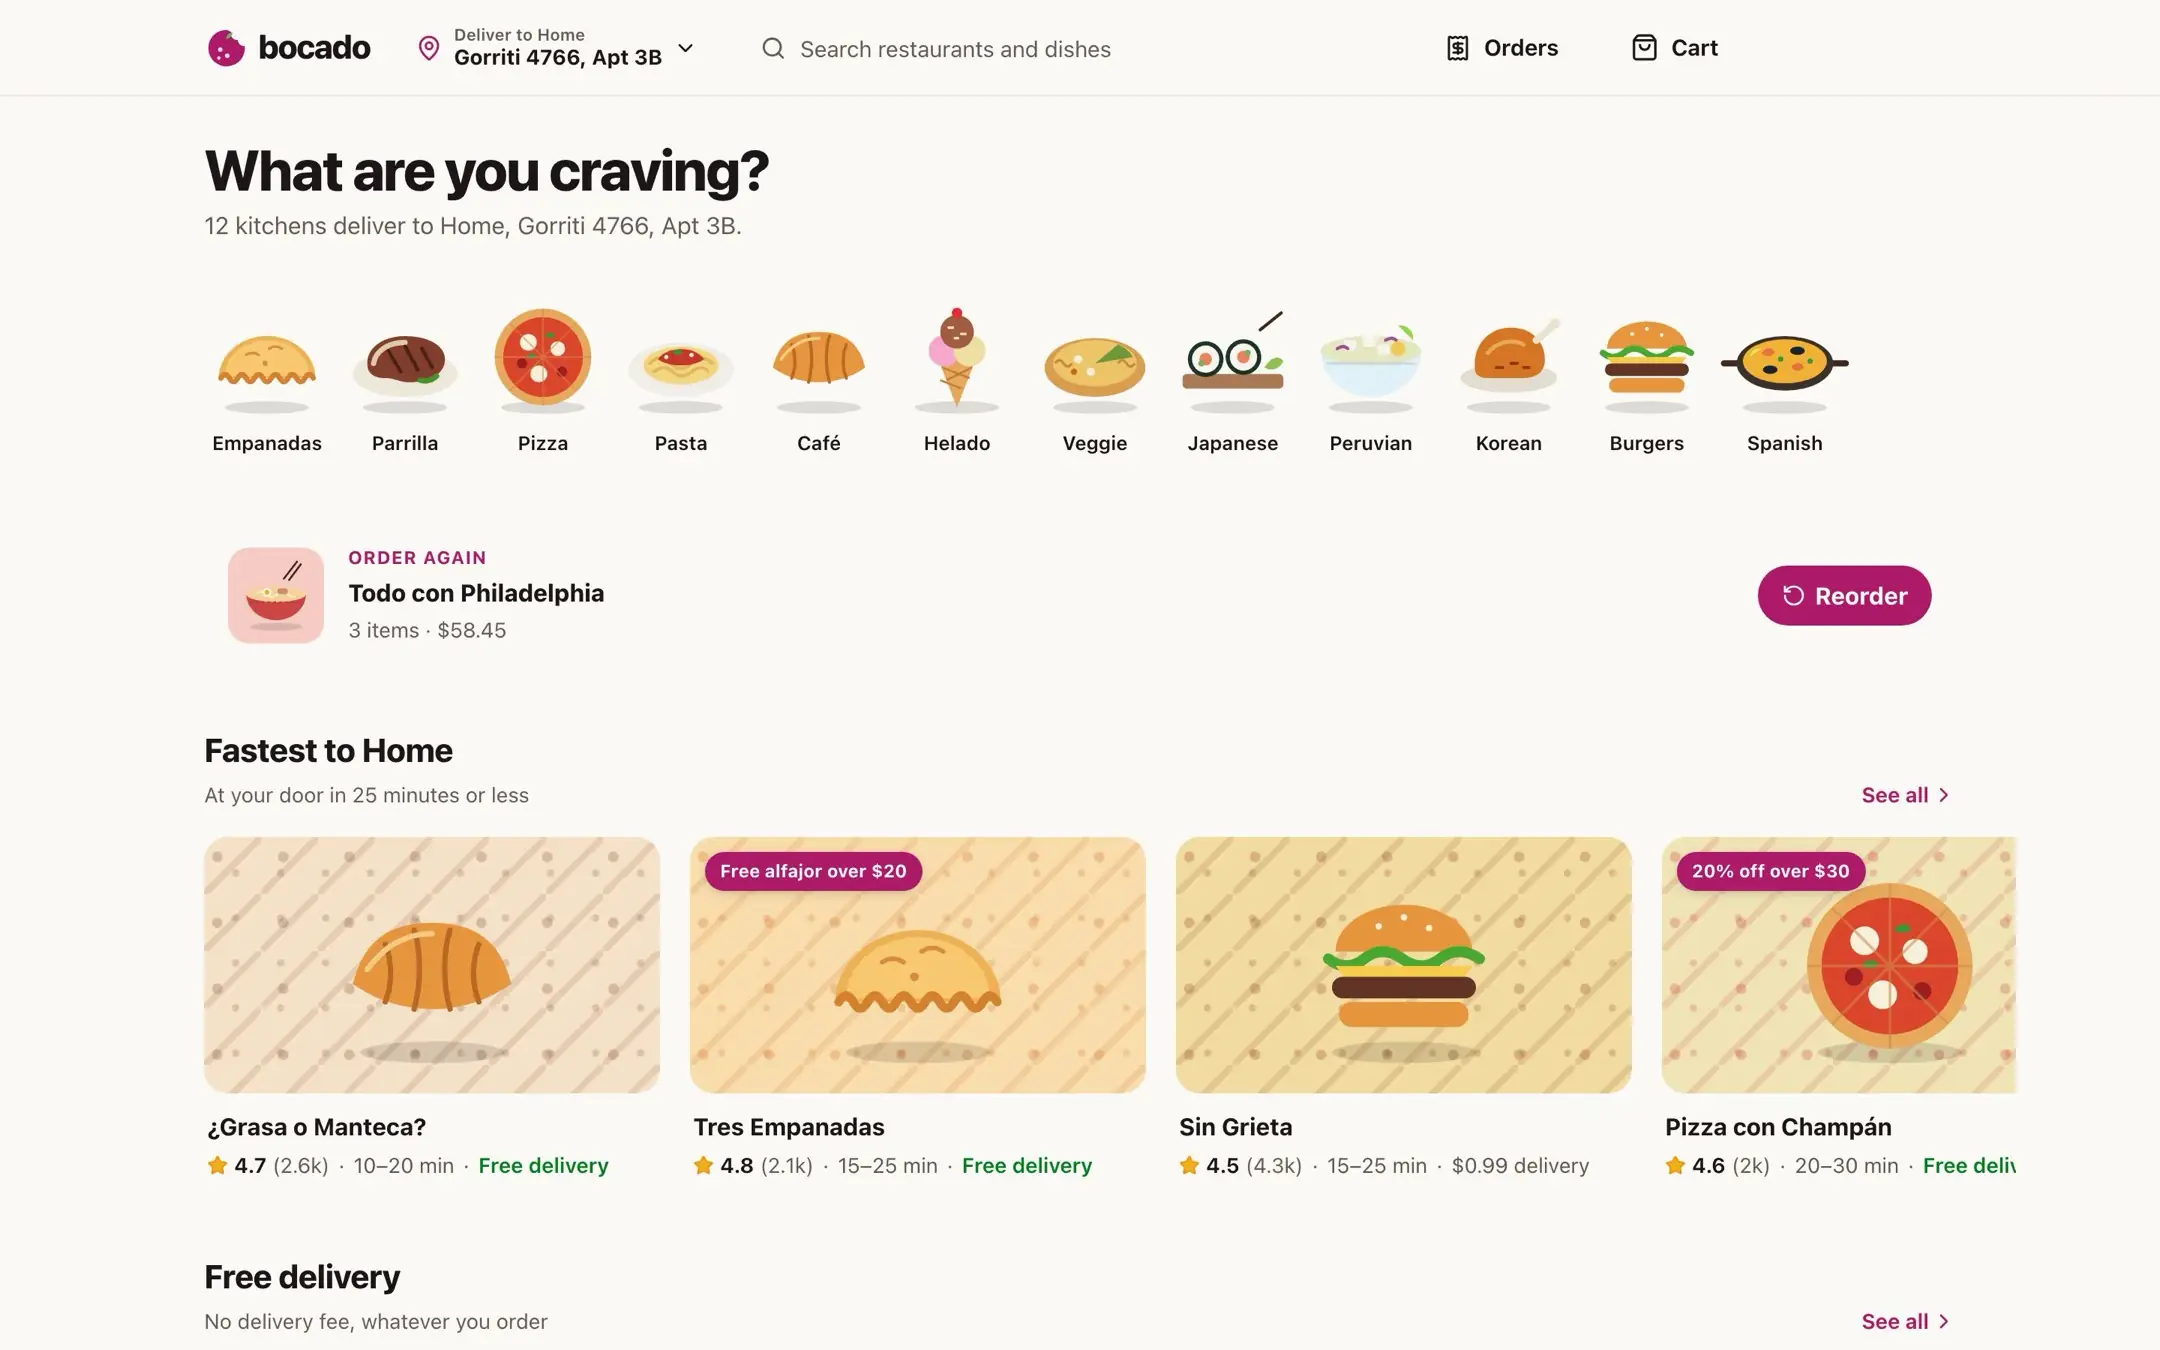 bocado
Deliver to Home
Gorriti 4766, Apt 3B
Search restaurants and dishes
Orders
Cart
What are you craving?
12 kitchens deliver to Home, Gorriti 4766, Apt 3B.
Empanadas
Parrilla
Pizza
Pasta
Café
Helado
Veggie
Japanese
Peruvian
Korean
Burgers
Spanish
ORDER AGAIN
Todo con Philadelphia
3 items · $58.45
Reorder
Fastest to Home
At your door in 25 minutes or less
See all
Free alfajor over $20
20% off over $30
¿Grasa o Manteca?
4.7 (2.6k) · 10–20 min · Free delivery
Tres Empanadas
4.8 (2.1k) · 15–25 min · Free delivery
Sin Grieta
4.5 (4.3k) · 15–25 min · $0.99 delivery
Pizza con Champán
4.6 (2k) · 20–30 min · Free deliv
Free delivery
No delivery fee, whatever you order
See all